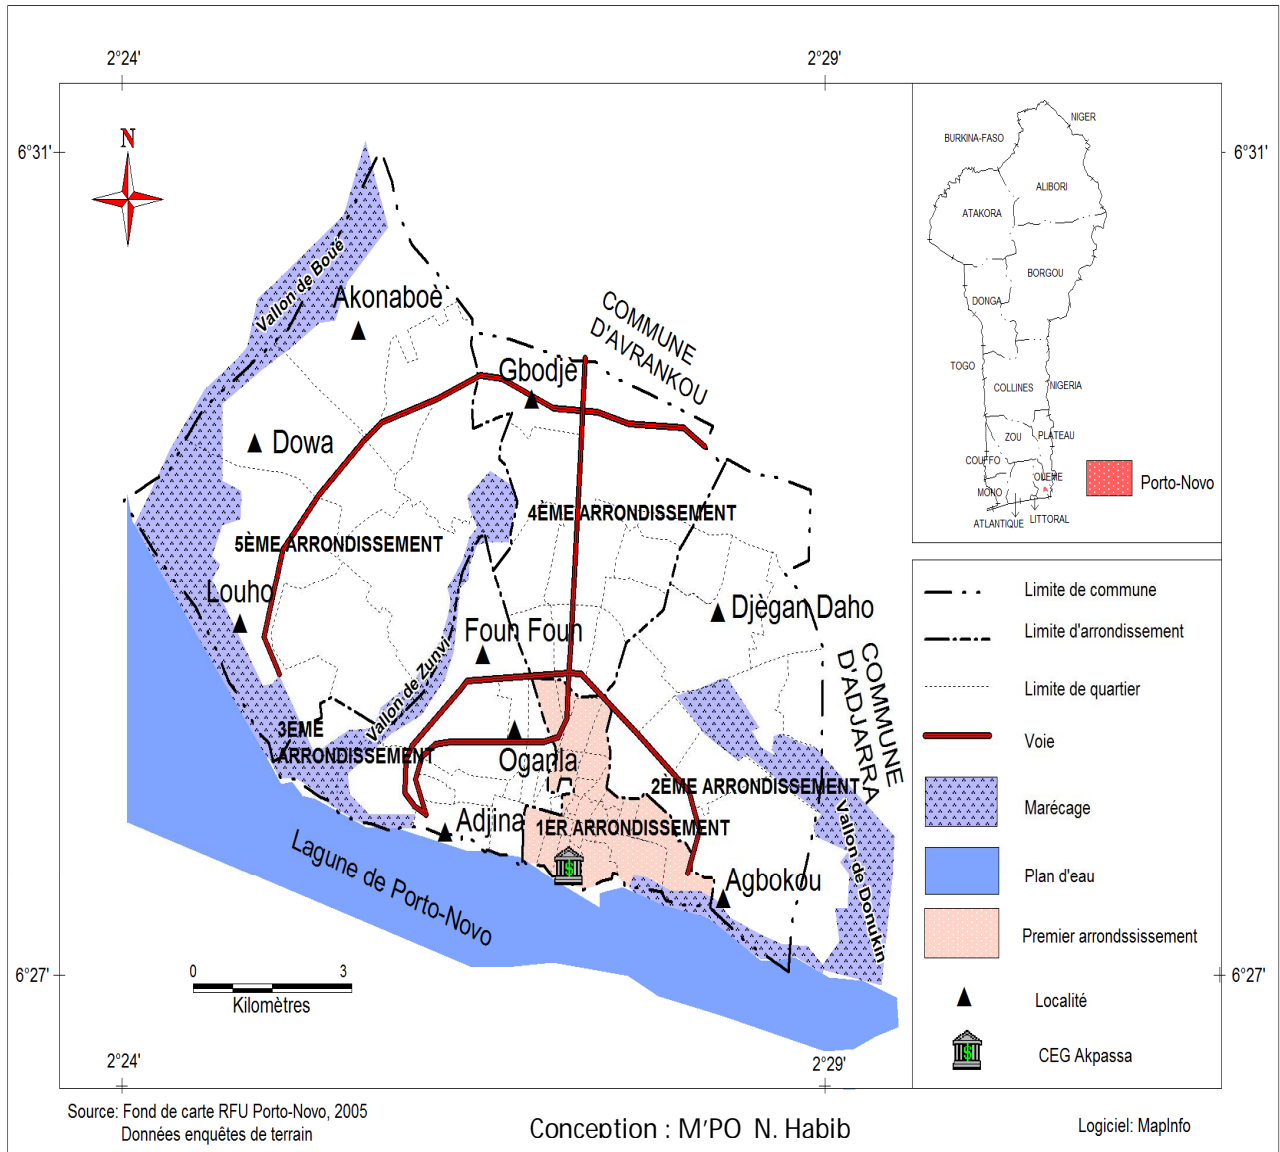 2°24'
2°29'
6°31'
6°31'
N
NIGER
BURKINA-FASO
ALIBORI
ATAKORA
BORGOU
DONGA
TOGO
COLLINES
NIGERIA
ZOU
PLATEAU
COUFFO
OUEME
MONO
ATLANTIQUE
LITTORAL
Porto-Novo
Vallon de Boué
Akonaboè
COMMUNE
D'AVRANKOU
Gbodjè
Dowa
4ÈME ARRONDISSEMENT
5ÈME ARRONDISSEMENT
Louho
Djègan Daho
Foun Foun
Vallon de Zunvi
COMMUNE
D'ADJARRA
3ÈME
ARRONDISSEMENT
Oganla
2ÈME ARRONDISSEMENT
Adjina
1ER ARRONDISSEMENT
Vallon de Donukin
Agbokou
Lagune de Porto-Novo
Limite de commune
Limite d'arrondissement
Limite de quartier
Voie
Marécage
Plan d'eau
Premier arrondssissement
Localité
CEG Akpassa
6°27'
6°27'
0 3
Kilomètres
2°24'
2°29'
Source: Fond de carte RFU Porto-Novo, 2005
Données enquêtes de terrain
Conception : M'PO N. Habib
Logiciel: MapInfo